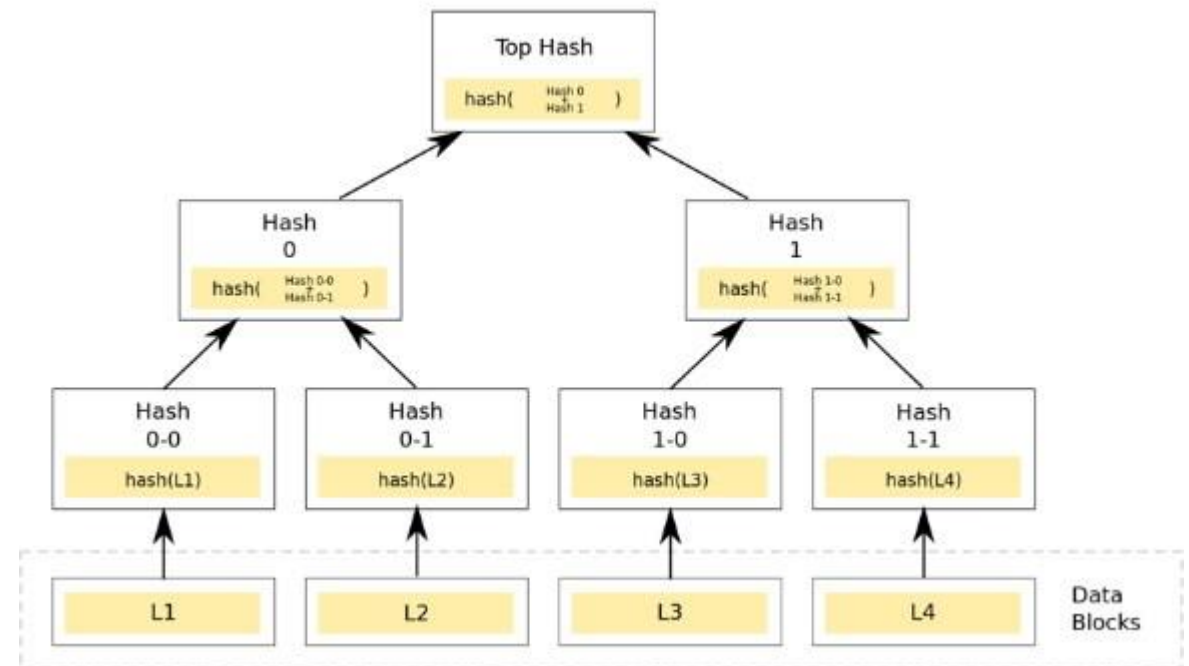 Top Hash
hash( Hash 0 + Hash 1 )
Hash
0
hash( Hash 0-0 + Hash 0-1 )
Hash
1
hash( Hash 1-0 + Hash 1-1 )
Hash
0-0
hash(L1)
Hash
0-1
hash(L2)
Hash
1-0
hash(L3)
Hash
1-1
hash(L4)
L1
L2
L3
L4
Data
Blocks